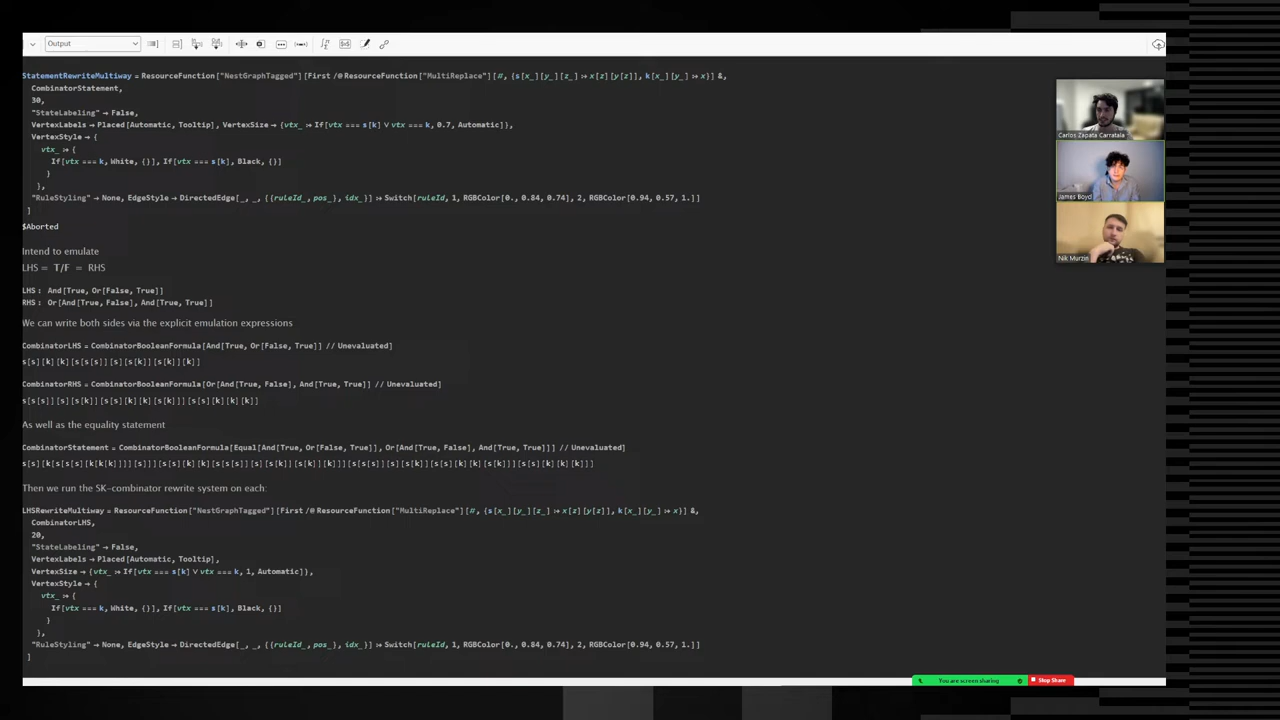 Output
StatementRewriteMultiway = ResourceFunction["NestGraphTagged"][First /@ ResourceFunction["MultiReplace"][#, {s[x_][y_][z_] :> x[z][y[z]], k[x_][y_] :> x}] &,
CombinatorStatement,
30,
"StateLabeling" → False,
VertexLabels → Placed[Automatic, Tooltip], VertexSize → {vtx_ :> If[vtx === s[k] ∨ vtx === k, 0.7, Automatic]},
VertexStyle → {
vtx_ :> {
If[vtx === k, White, {}], If[vtx === s[k], Black, {}]
}
},
"RuleStyling" → None, EdgeStyle → DirectedEdge[_, _, {{ruleId_, pos_}, idx_}] :> Switch[ruleId, 1, RGBColor[0., 0.84, 0.74], 2, RGBColor[0.94, 0.57, 1.]]
]
$Aborted
Intend to emulate
LHS = T/F = RHS
LHS : And[True, Or[False, True]]
RHS : Or[And[True, False], And[True, True]]
We can write both sides via the explicit emulation expressions
CombinatorLHS = CombinatorBooleanFormula[And[True, Or[False, True]] // Unevaluated]
s[s][k][k][s[s[s]][s][s[k]][s[k]][k]]
CombinatorRHS = CombinatorBooleanFormula[Or[And[True, False], And[True, True]] // Unevaluated]
s[s[s]][s][s[k]][s[s][k][k][s[k]]][s[s][k][k][k]]
As well as the equality statement
CombinatorStatement = CombinatorBooleanFormula[Equal[And[True, Or[False, True]], Or[And[True, False], And[True, True]]] // Unevaluated]
Then we run the SK-combinator rewrite system on each:
LHSRewriteMultiway = ResourceFunction["NestGraphTagged"][First /@ ResourceFunction["MultiReplace"][#, {s[x_][y_][z_] :> x[z][y[z]], k[x_][y_] :> x}] &,
CombinatorLHS,
20,
"StateLabeling" → False,
VertexLabels → Placed[Automatic, Tooltip],
VertexSize → {vtx_ :> If[vtx === s[k] ∨ vtx === k, 1, Automatic]},
VertexStyle → {
vtx_ :> {
If[vtx === k, White, {}], If[vtx === s[k], Black, {}]
}
},
"RuleStyling" → None, EdgeStyle → DirectedEdge[_, _, {{ruleId_, pos_}, idx_}] :> Switch[ruleId, 1, RGBColor[0., 0.84, 0.74], 2, RGBColor[0.94, 0.57, 1.]]
]
Carlos Zapata Carratala
James Boyd
Nik Murzin
You are screen sharing
Stop Share